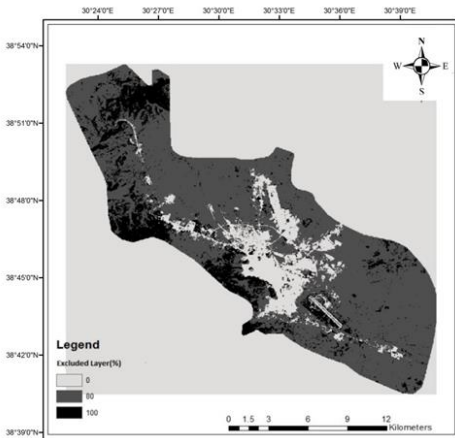 30°24'0"E 30°27'0"E 30°30'0"E 30°33'0"E 30°36'0"E 30°39'0"E
38°54'0"N
N
W E
S
38°51'0"N
38°48'0"N
38°45'0"N
38°42'0"N
38°39'0"N
Legend
Excluded Layer(%)
0
80
100
0 1.5 3 6 9 12
Kilometers